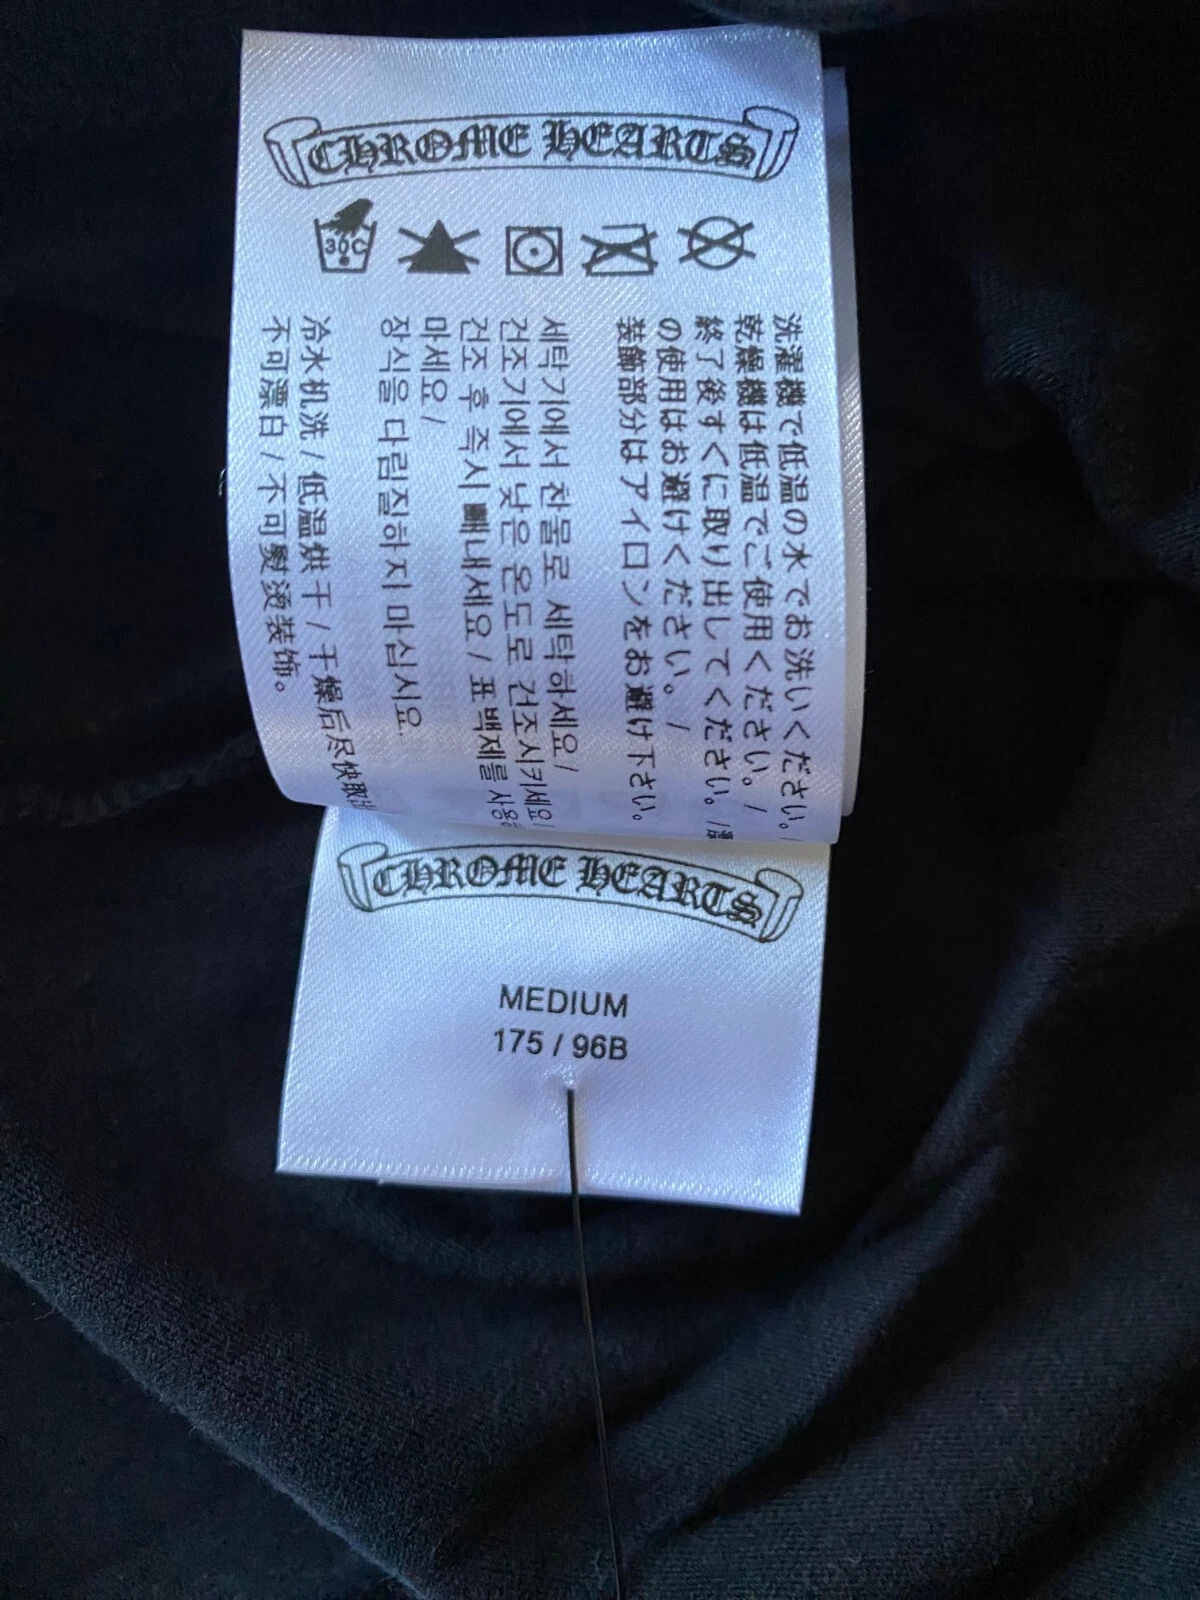 CHROME HEARTS
30C
洗濯機で低温の水でお洗いください。/
乾燥機は低温でご使用ください。/
終了後すぐに取り出してください。/漂
の使用はお避けください。/
装飾部分はアイロンをお避け下さい。
세탁기에서 찬물로 세탁하세요/
건조기에서 낮은 온도로 건조시키세요/
건조 후 즉시 빼내세요 / 표백제를 사용
마세요/
장식을 다림질하지 마십시요.
冷水机洗 / 低温烘干 / 干燥后尽快取出
不可漂白 / 不可熨烫装饰。
CHROME HEARTS
MEDIUM
175 / 96B